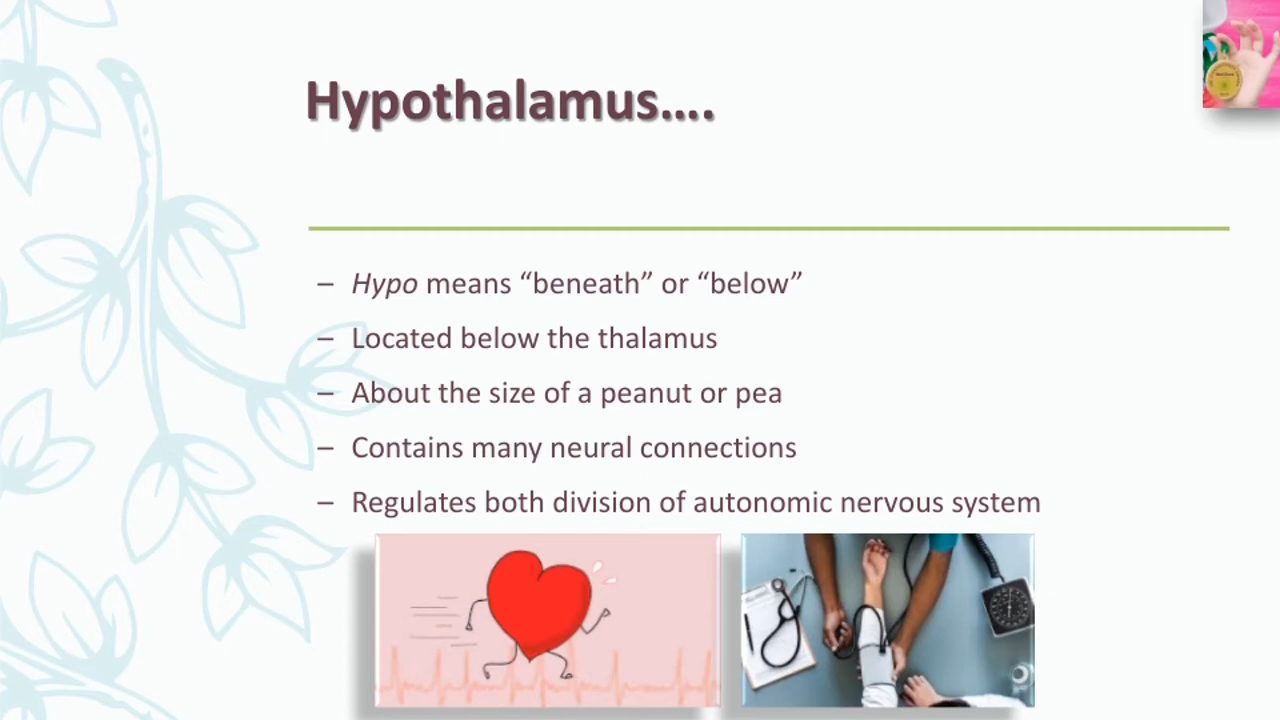 Hypothalamus....
– Hypo means “beneath” or “below”
– Located below the thalamus
– About the size of a peanut or pea
– Contains many neural connections
– Regulates both division of autonomic nervous system